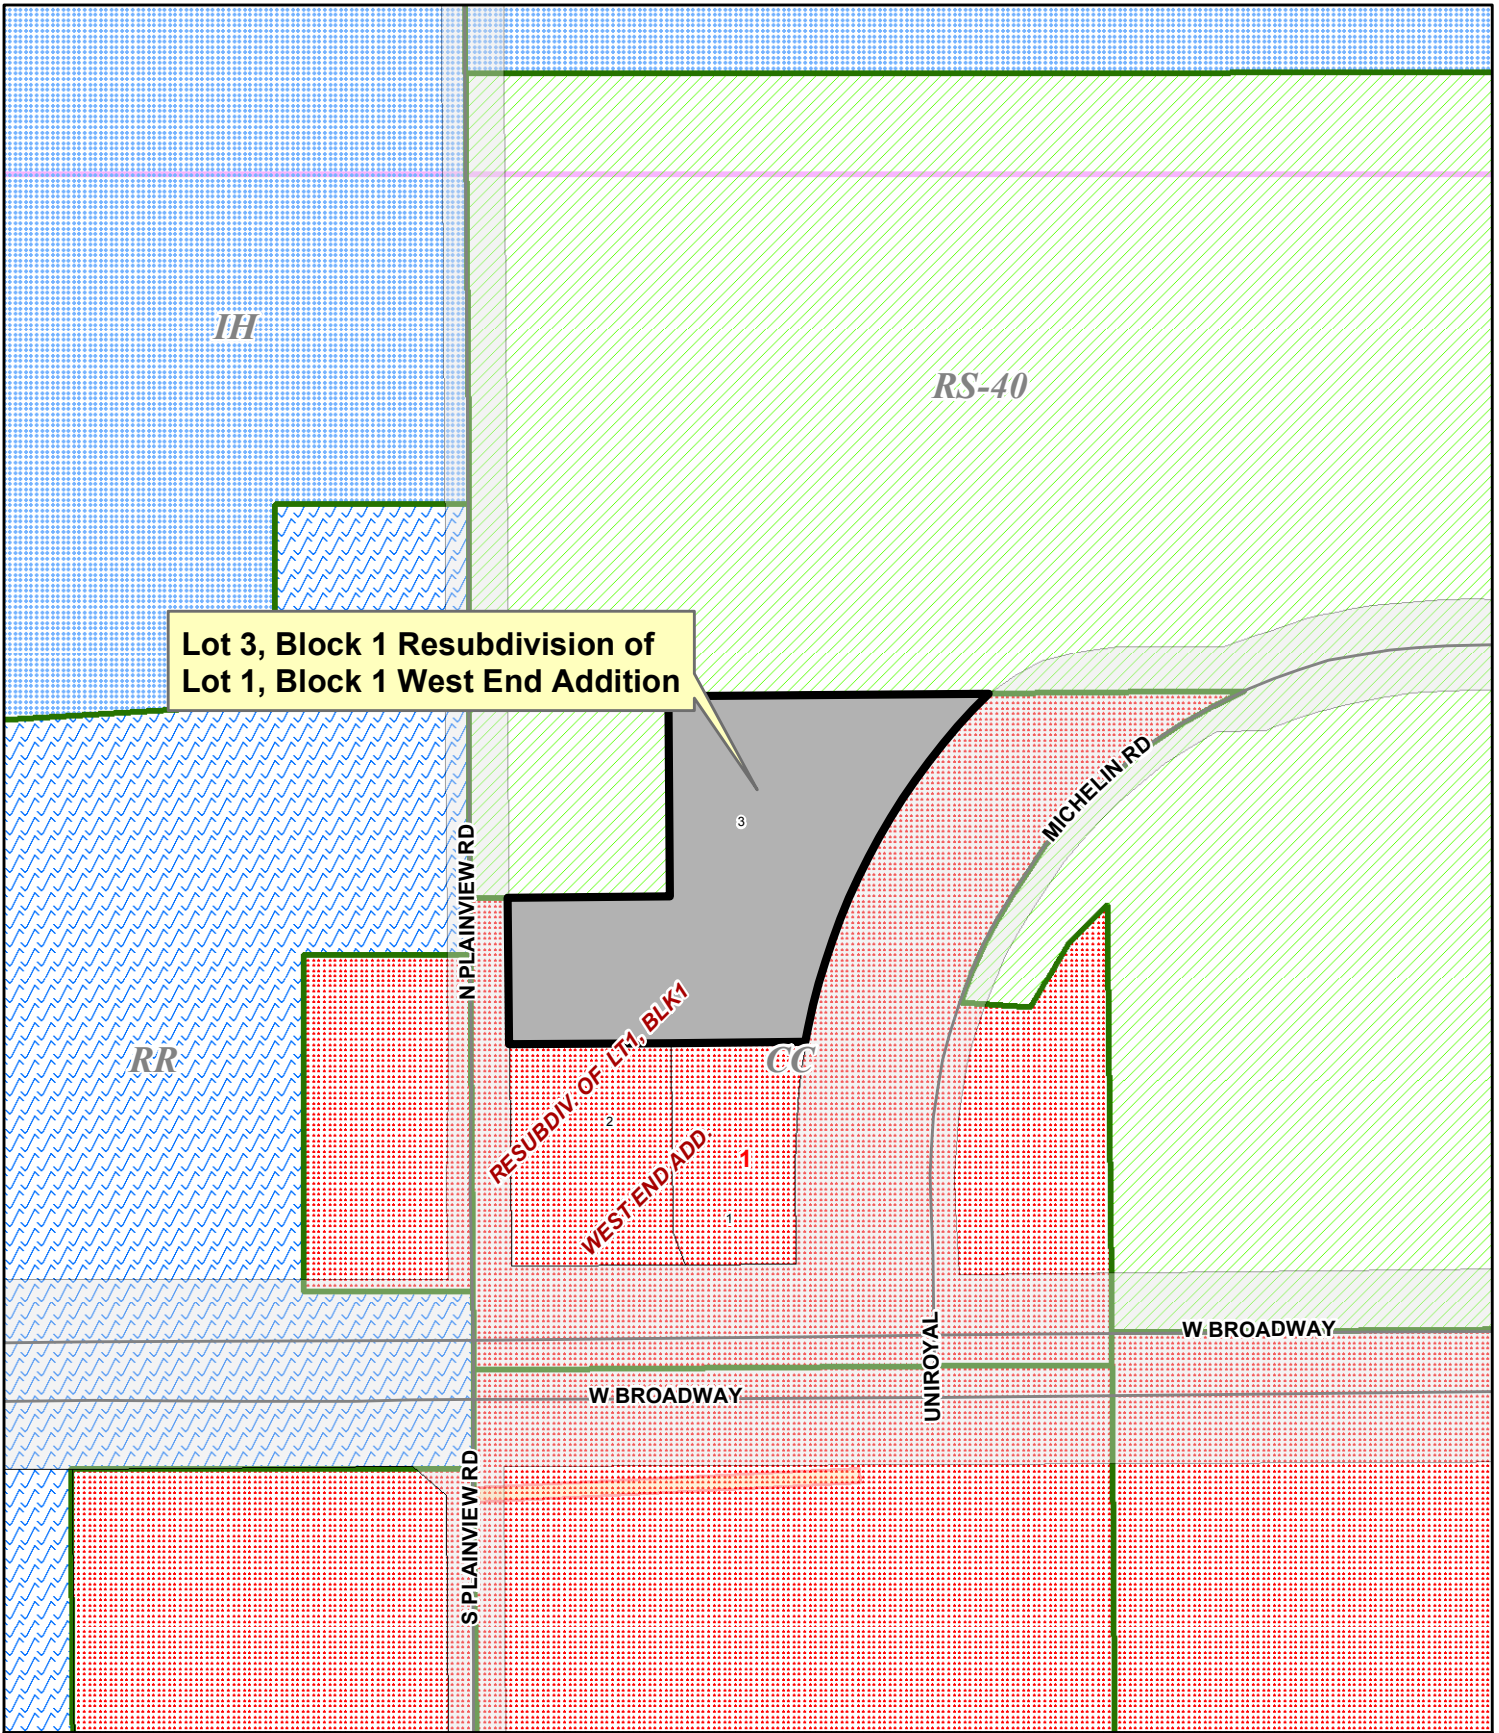 IH
RS-40
Lot 3, Block 1 Resubdivision of
Lot 1, Block 1 West End Addition
MICHELIN RD
3
N PLAINVIEW RD
RESUBDIV. OF LT1, BLK1
CC
RR
2
WEST END ADD
1
1
UNIROYAL
W BROADWAY
W BROADWAY
S PLAINVIEW RD